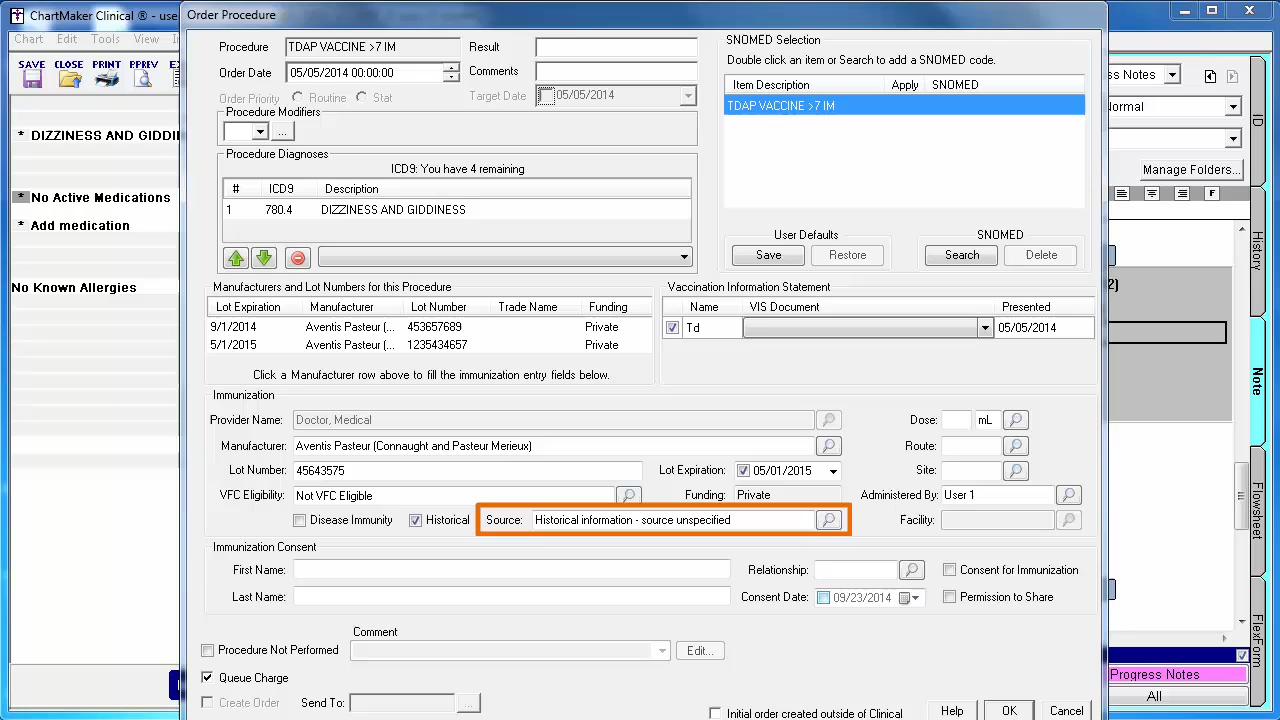 ChartMaker Clinical ® - use
Chart Edit Tools View In
SAVE CLOSE PRINT PPREV
* DIZZINESS AND GIDDIN
* No Active Medications
* Add medication
No Known Allergies
Order Procedure
Procedure TDAP VACCINE >7 IM Result
Order Date 05/05/2014 00:00:00 Comments
Order Priority Routine Stat Target Date 05/05/2014
Procedure Modifiers
...
Procedure Diagnoses
ICD9: You have 4 remaining
# ICD9 Description
1 780.4 DIZZINESS AND GIDDINESS
SNOMED Selection
Double click an item or Search to add a SNOMED code.
Item Description Apply SNOMED
TDAP VACCINE >7 IM
User Defaults SNOMED
Save Restore Search Delete
Manufacturers and Lot Numbers for this Procedure
Lot Expiration Manufacturer Lot Number Trade Name Funding
9/1/2014 Aventis Pasteur (... 453657689 Private
5/1/2015 Aventis Pasteur (... 1235434657 Private
Click a Manufacturer row above to fill the immunization entry fields below.
Vaccination Information Statement
Name VIS Document Presented
Td 05/05/2014
Immunization
Provider Name: Doctor, Medical Dose: mL
Manufacturer: Aventis Pasteur (Connaught and Pasteur Merieux) Route:
Lot Number: 45643575 Lot Expiration: 05/01/2015 Site:
VFC Eligibility: Not VFC Eligible Funding: Private Administered By: User 1
Disease Immunity Historical Source: Historical information - source unspecified Facility:
Immunization Consent
First Name: Relationship: Consent for Immunization
Last Name: Consent Date: 09/23/2014 Permission to Share
Comment
Procedure Not Performed Edit...
Queue Charge
Create Order Send To: ...
Initial order created outside of Clinical Help OK Cancel
ss Notes
ormal
Manage Folders...
F
2)
ID
History
Note
Flowsheet
FlexForm
Progress Notes
All